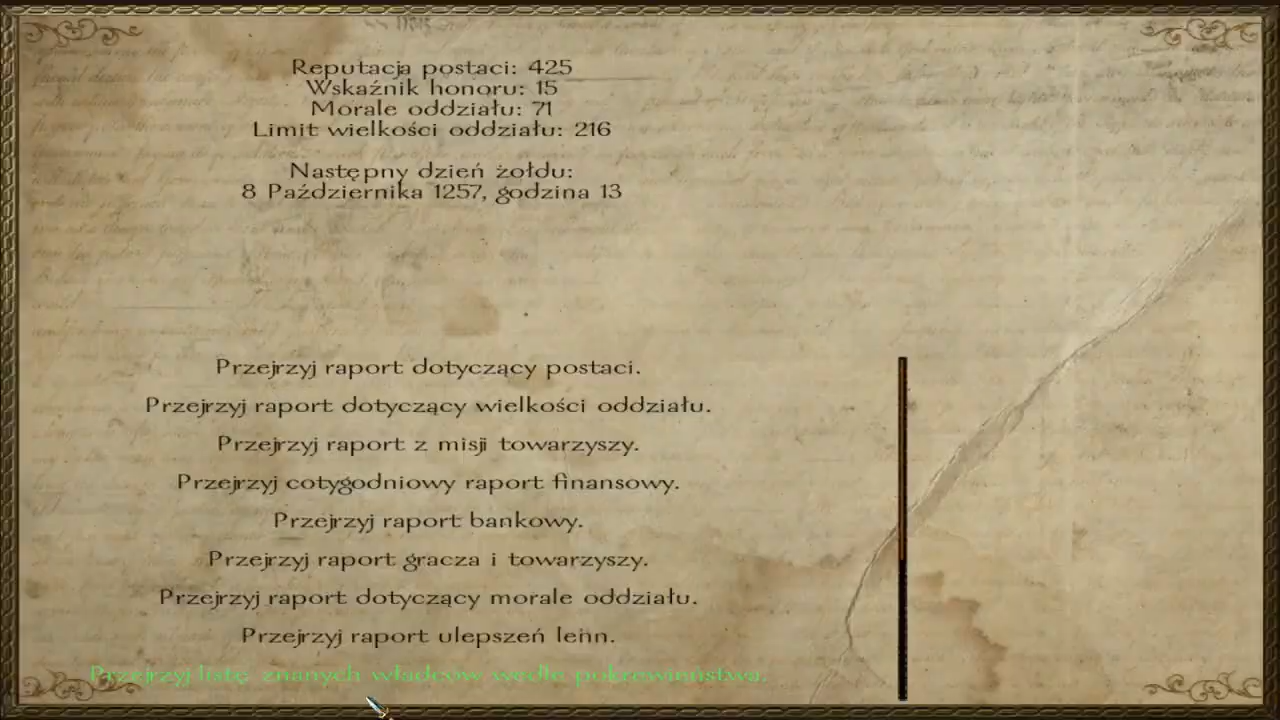 Reputacja postaci: 425
Wskaźnik honoru: 15
Morale oddziału: 71
Limit wielkości oddziału: 216
Następny dzień żołdu:
8 Października 1257, godzina 13
Przejrzyj raport dotyczący postaci.
Przejrzyj raport dotyczący wielkości oddziału.
Przejrzyj raport z misji towarzyszy.
Przejrzyj cotygodniowy raport finansowy.
Przejrzyj raport bankowy.
Przejrzyj raport gracza i towarzyszy.
Przejrzyj raport dotyczący morale oddziału.
Przejrzyj raport ulepszeń lenn.
Przejrzyj listę znanych władców wedle pokrewieństwa.